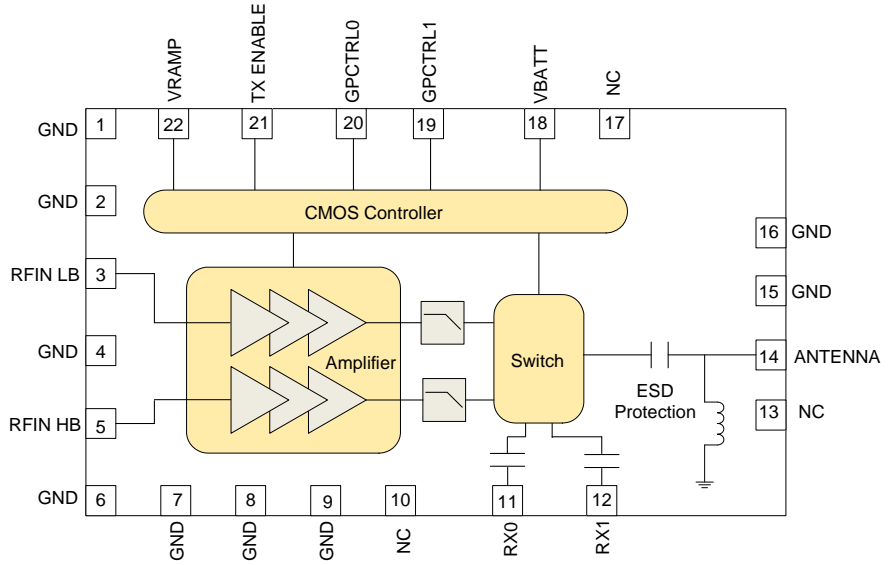 VRAMP
TX ENABLE
GPCTRL0
GPCTRL1
VBATT
NC
GND 1
22
21
20
19
18
17
GND 2
CMOS Controller
16 GND
RFIN LB 3
15 GND
GND 4
Amplifier
Switch
14 ANTENNA
ESD
Protection
RFIN HB 5
13 NC
GND 6
7
8
9
10
11
12
GND
GND
GND
NC
RX0
RX1